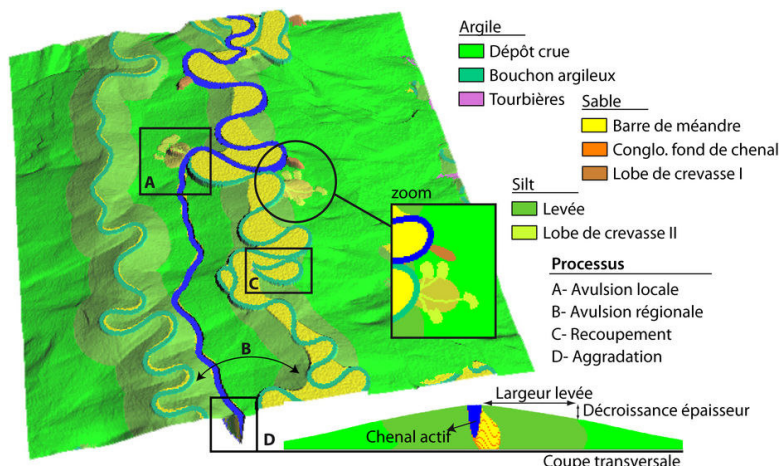 Argile
Dépôt crue
Bouchon argileux
Tourbières
Sable
Barre de méandre
Conglo. fond de chenal
Lobe de crevasse I
Silt
Levée
Lobe de crevasse II
Processus
A- Avulsion locale
B- Avulsion régionale
C- Recoupement
D- Aggradation
A
zoom
C
B
D
Largeur levée
Décroissance épaisseur
Chenal actif
Coupe transversale